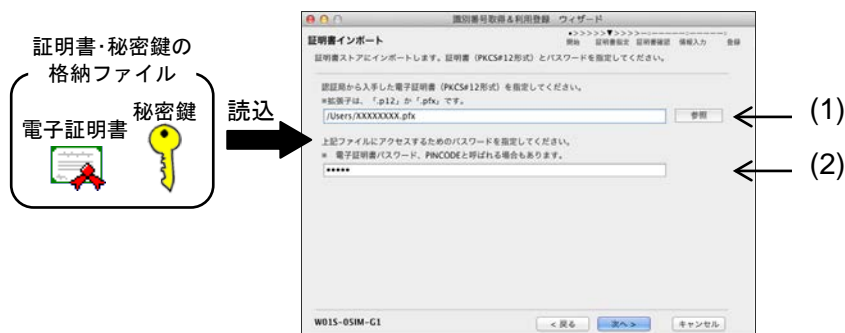 証明書・秘密鍵の
格納ファイル
電子証明書
秘密鍵
読込
識別番号取得＆利用登録 ウィザード
証明書インポート
•>>>>>▼>>>>-:------:------:
開始 証明書指定 証明書確認 情報入力 登録
証明書ストアにインポートします。証明書（PKCS#12形式）とパスワードを指定してください。
認証局から入手した電子証明書（PKCS#12形式）を指定してください。
※拡張子は、「.p12」か「.pfx」です。
/Users/XXXXXXXX.pfx
参照
(1)
上記ファイルにアクセスするためのパスワードを指定してください。
※ 電子証明書パスワード、PINCODEと呼ばれる場合もあります。
•••••
(2)
W01S-05IM-G1
< 戻る
次へ >
キャンセル